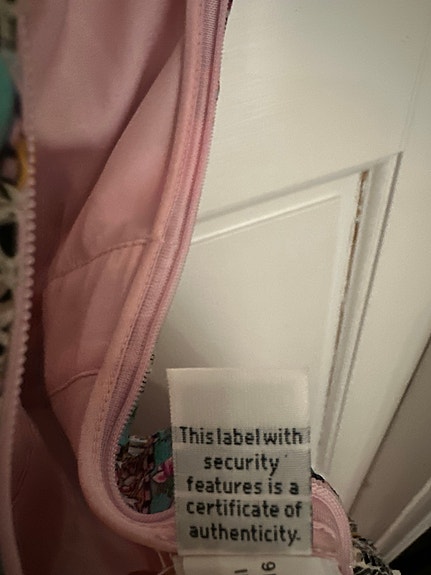 This label with
security
features is a
certificate of
authenticity.